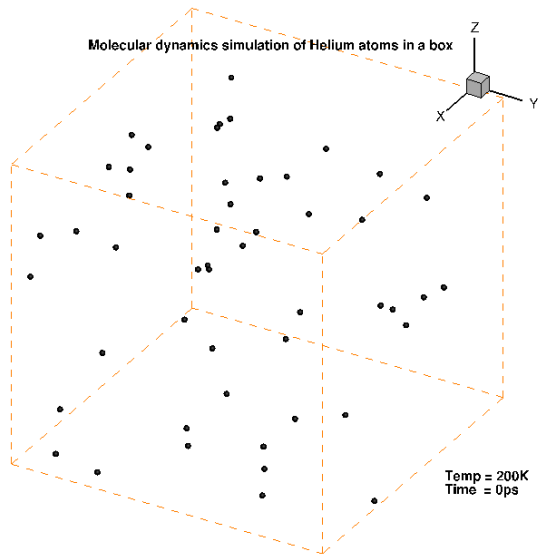 Molecular dynamics simulation of Helium atoms in a box
Z
Y
X
Temp = 200K
Time = 0ps